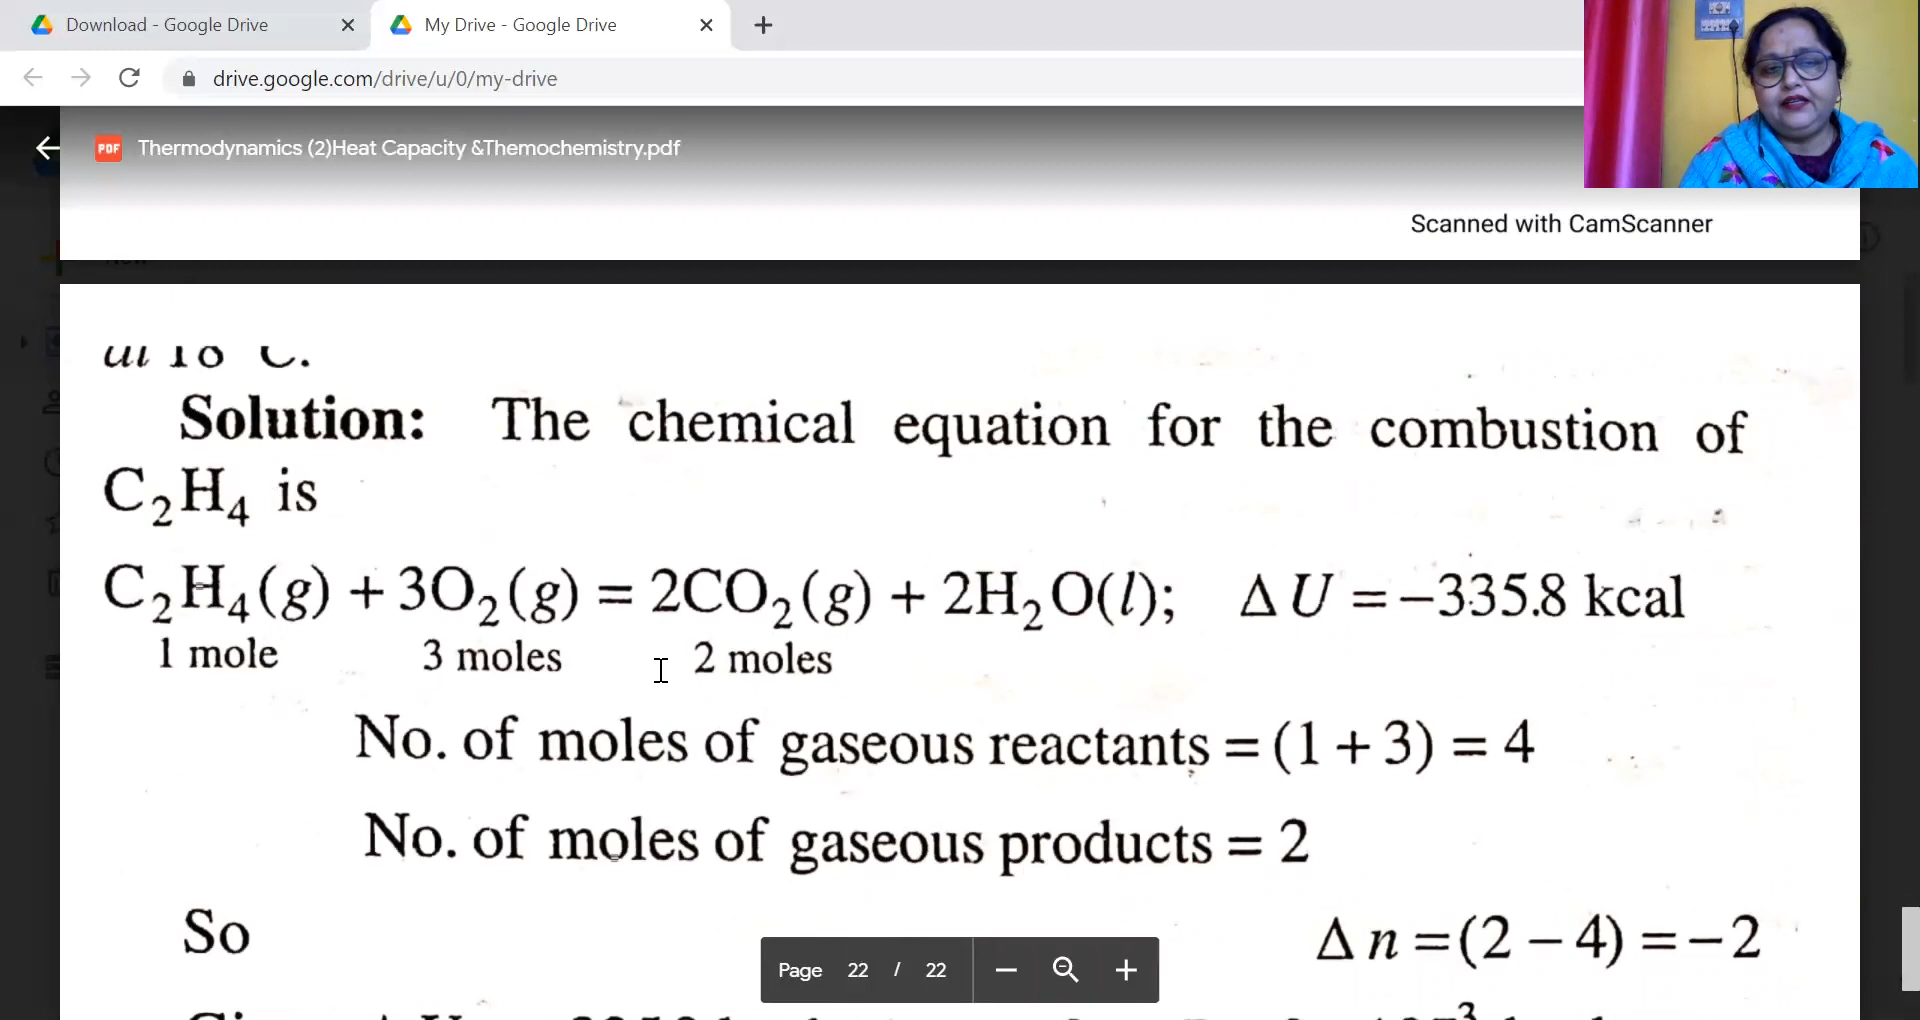 Download - Google Drive
My Drive - Google Drive
drive.google.com/drive/u/0/my-drive
PDF Thermodynamics (2)Heat Capacity &Themochemistry.pdf
Scanned with CamScanner
Solution: The chemical equation for the combustion of
C₂H₄ is
C₂H₄(g) + 3O₂(g) = 2CO₂(g) + 2H₂O(l); ΔU = −335.8 kcal
1 mole 3 moles 2 moles
No. of moles of gaseous reactants = (1 + 3) = 4
No. of moles of gaseous products = 2
So Δn = (2 − 4) = −2
Page 22 / 22